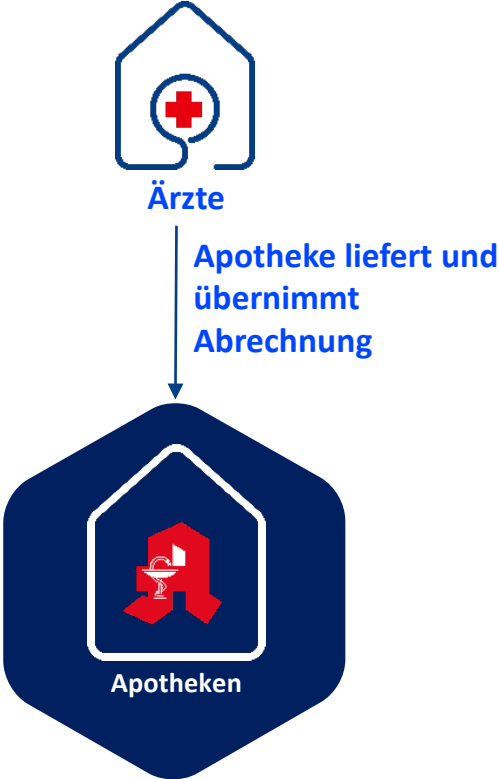 Ärzte
Apotheke liefert und
übernimmt
Abrechnung
Apotheken